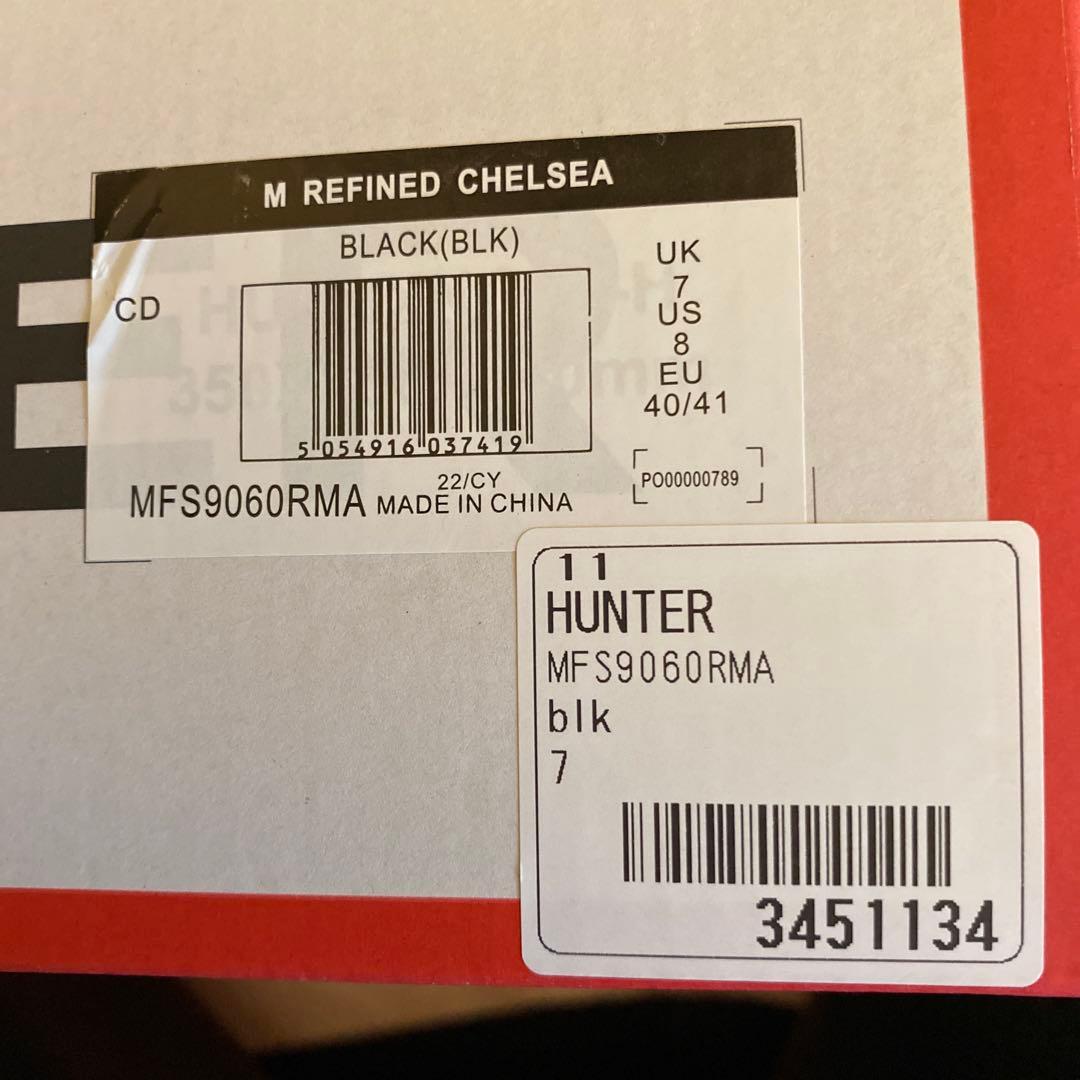 M REFINED CHELSEA
BLACK(BLK)
CD
UK
7
US
8
EU
40/41
5 054916 037419
MFS9060RMA
22/CY
MADE IN CHINA
PO00000789
11
HUNTER
MFS9060RMA
blk
7
3451134